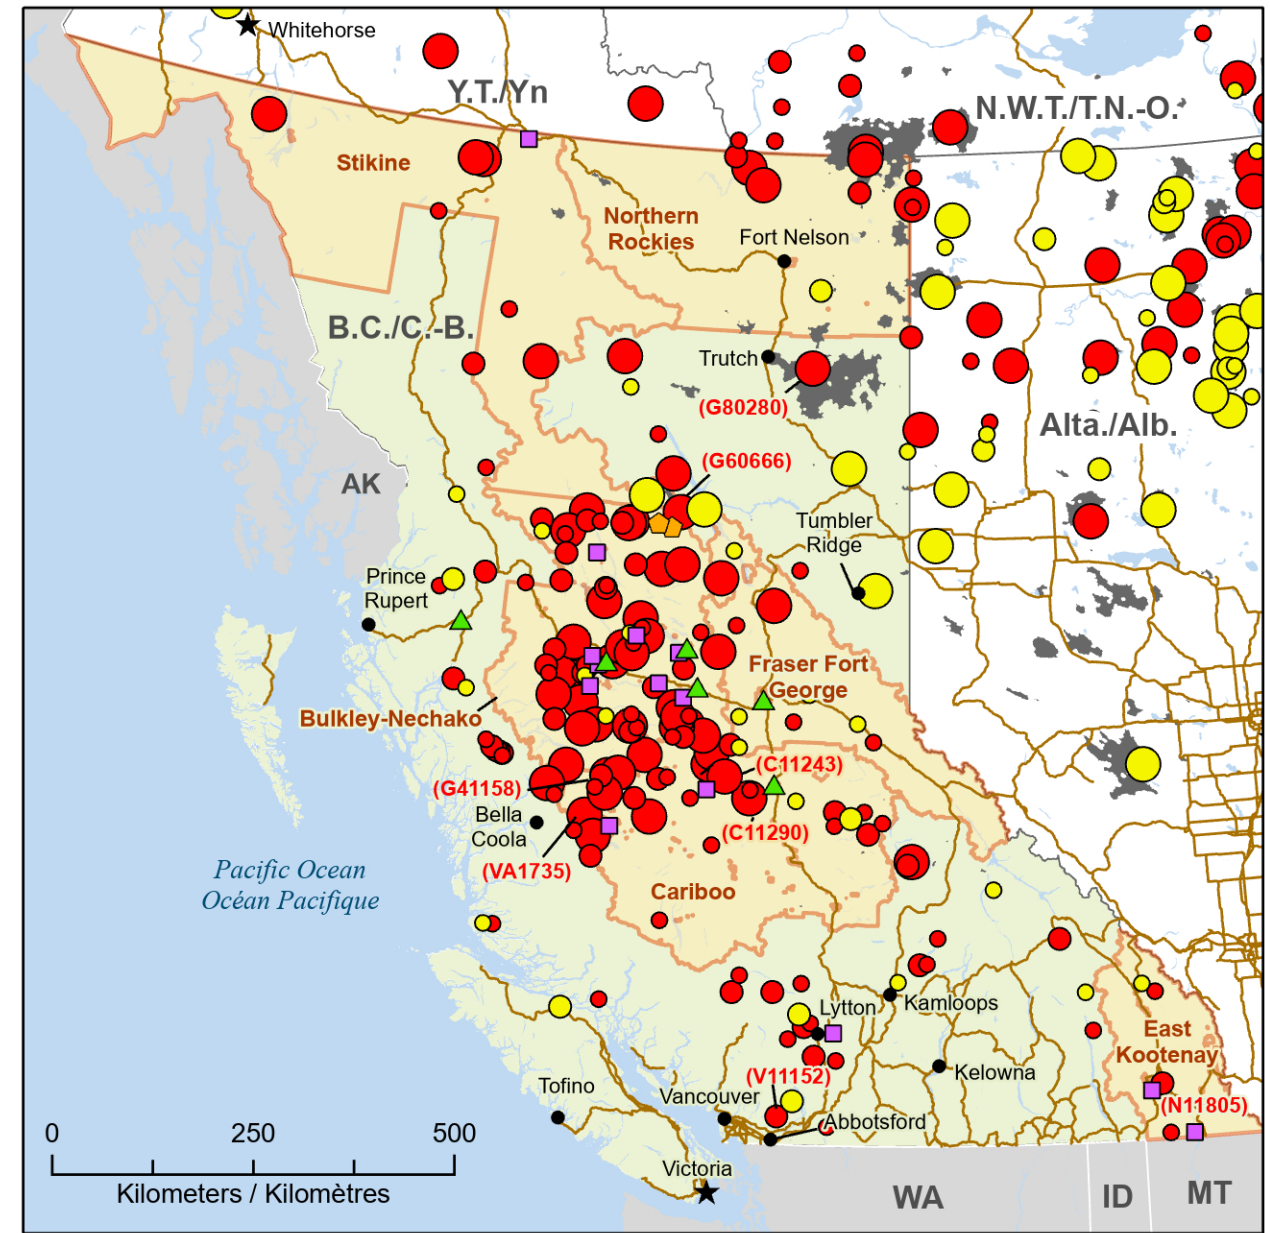 Whitehorse
Y.T./Yn
N.W.T./T.N.-O.
Stikine
Northern
Rockies
Fort Nelson
B.C./C.-B.
Trutch
(G80280)
Alta./Alb.
(G60666)
AK
Tumbler
Ridge
Prince
Rupert
Fraser Fort
George
Bulkley-Nechako
(C11243)
(G41158)
Bella
Coola
(C11290)
(VA1735)
Pacific Ocean
Océan Pacifique
Cariboo
Lytton
Kamloops
East
Kootenay
Kelowna
(V11152)
Tofino
Vancouver
(N11805)
Abbotsford
0 250 500
Kilometers / Kilomètres
Victoria
WA
ID
MT